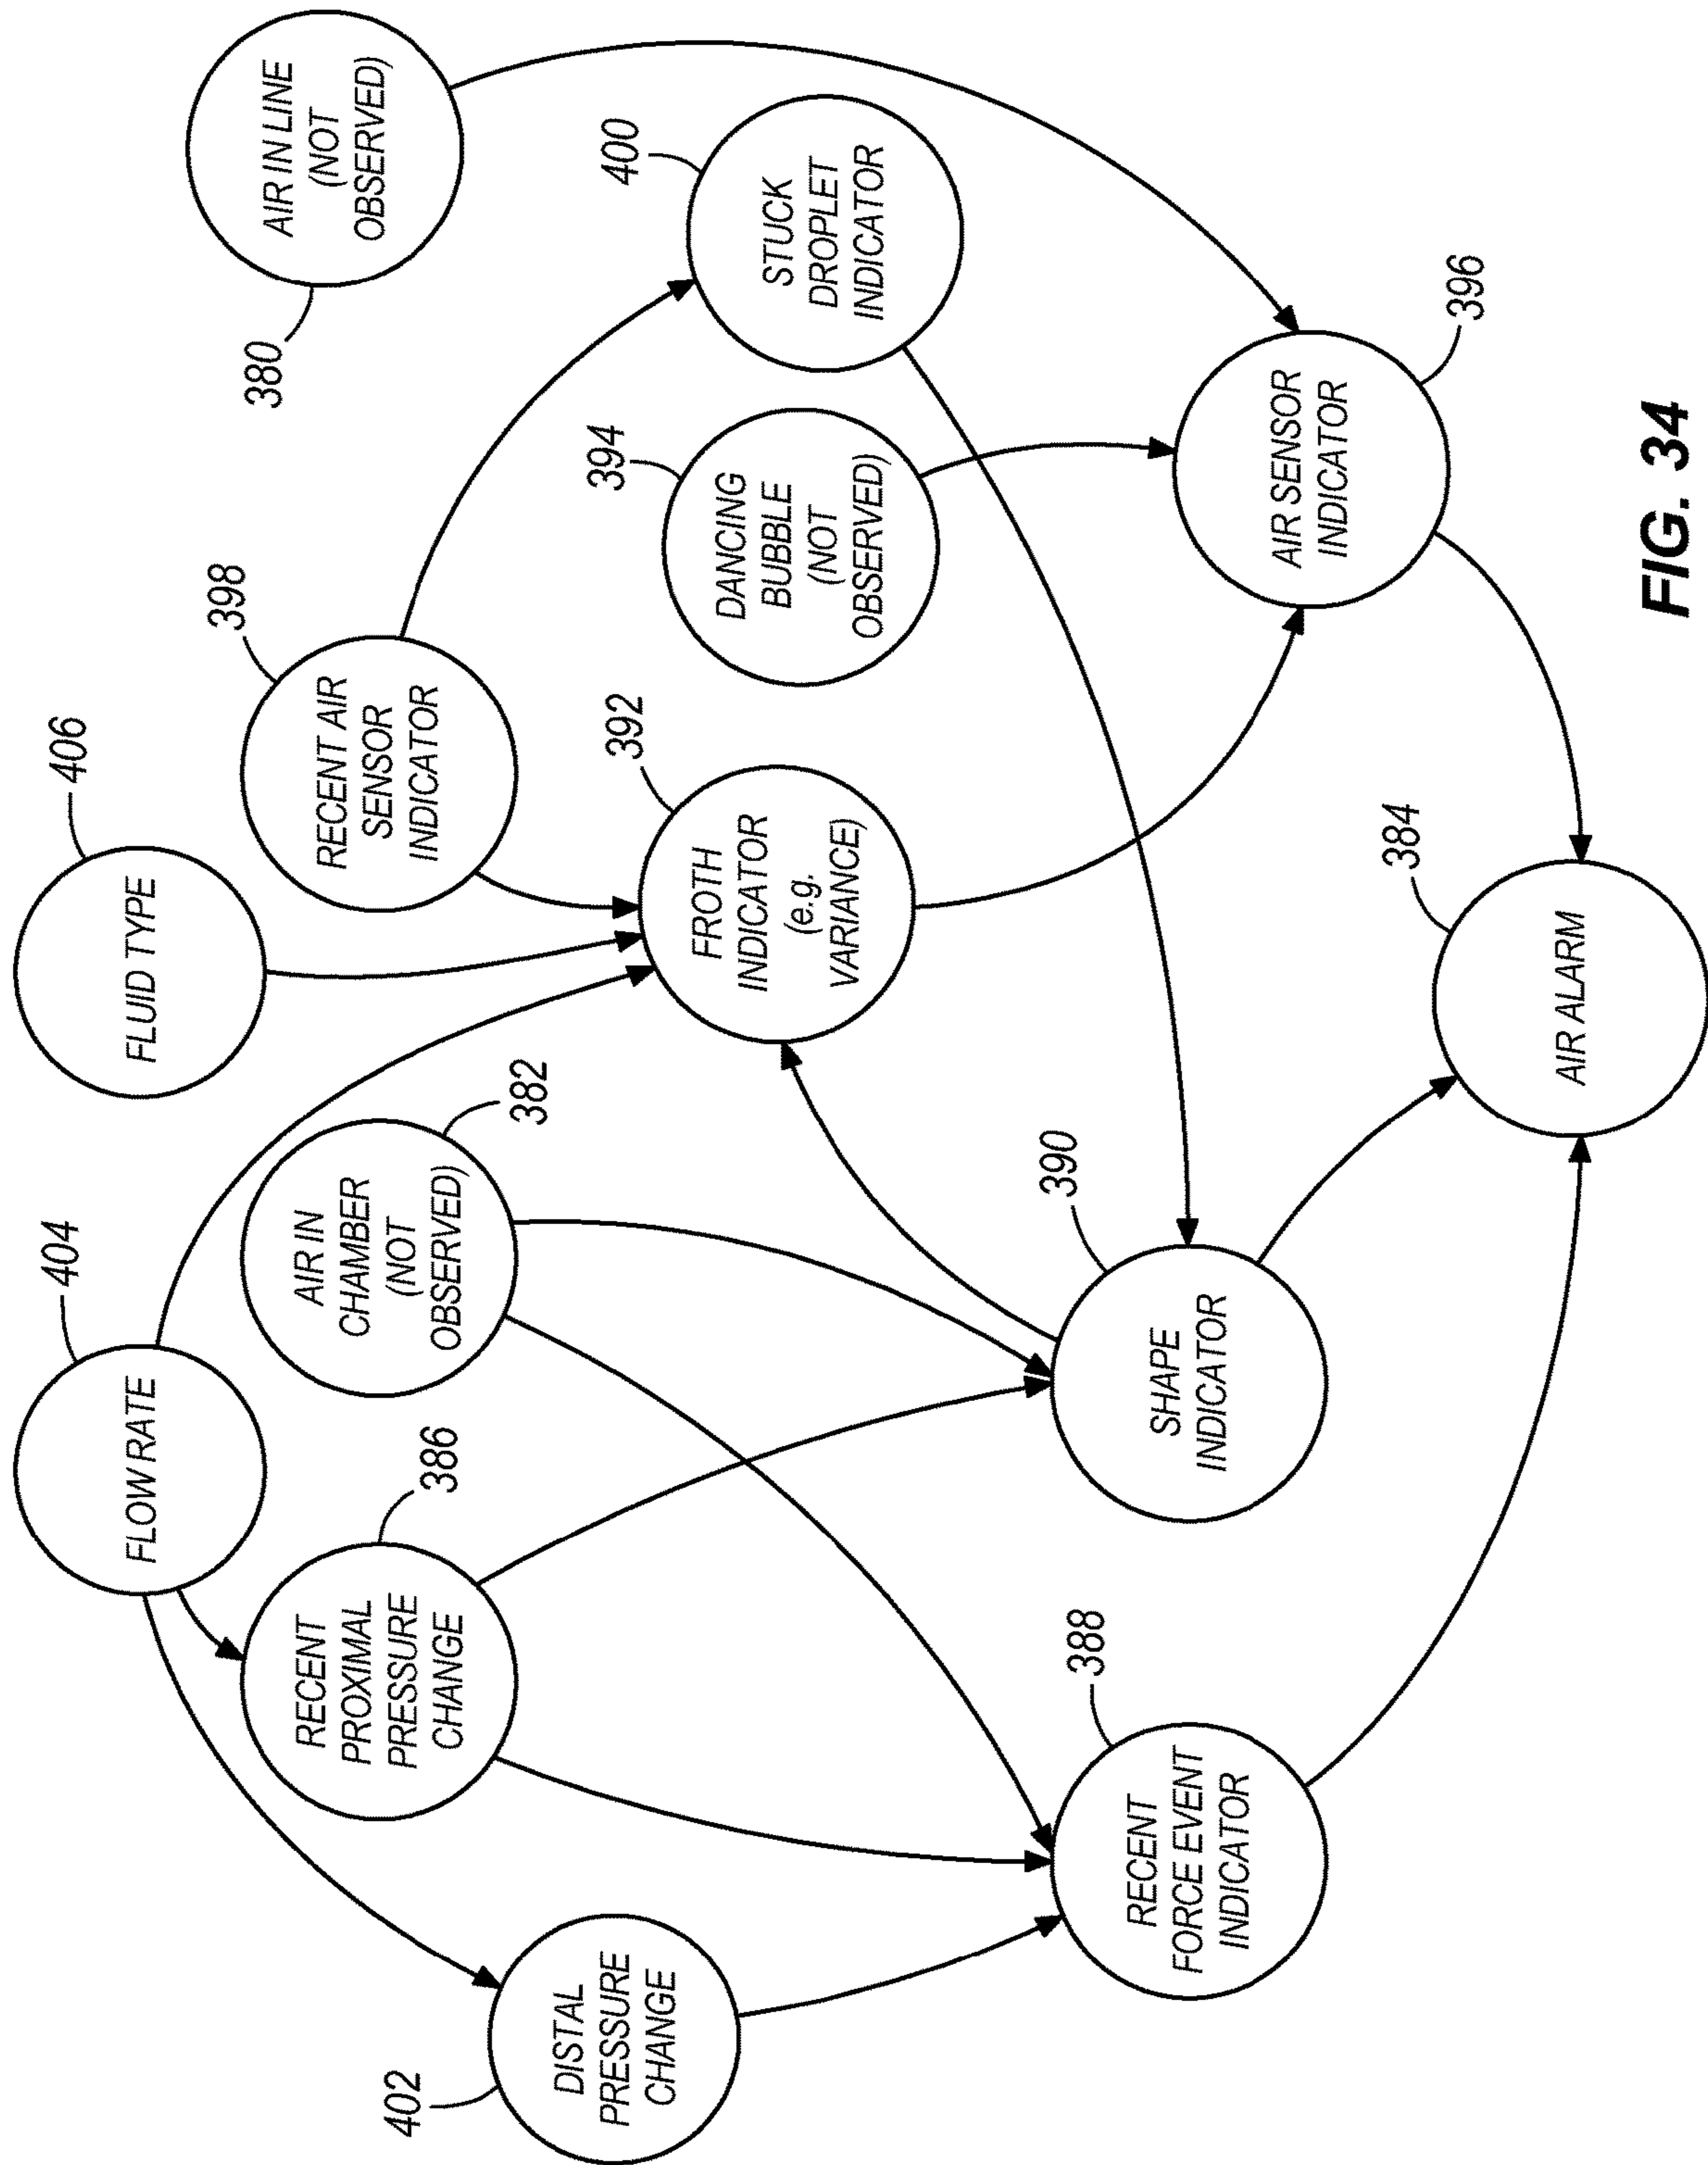 404
FLOW RATE
406
FLUID TYPE
398
RECENT AIR
SENSOR
INDICATOR
380
AIR IN LINE
(NOT
OBSERVED)
386
RECENT
PROXIMAL
PRESSURE
CHANGE
382
AIR IN
CHAMBER
(NOT
OBSERVED)
402
DISTAL
PRESSURE
CHANGE
392
FROTH
INDICATOR
(e.g.
VARIANCE)
394
DANCING
BUBBLE
(NOT
OBSERVED)
400
STUCK
DROPLET
INDICATOR
388
RECENT
FORCE EVENT
INDICATOR
390
SHAPE
INDICATOR
396
AIR SENSOR
INDICATOR
384
AIR ALARM
FIG. 34